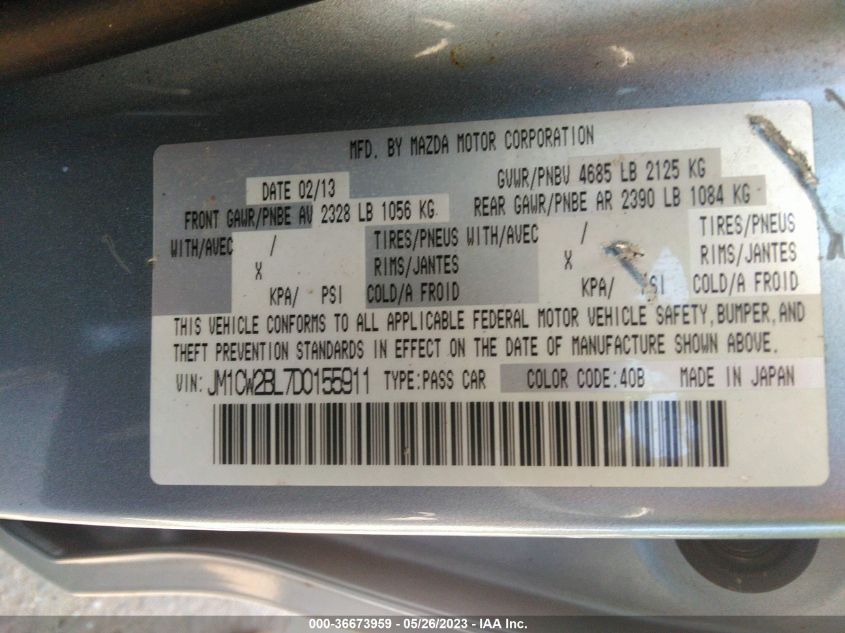 MFD. BY MAZDA MOTOR CORPORATION
DATE 02/13 GVWR/PNBV 4685 LB 2125 KG
FRONT GAWR/PNBE AV 2328 LB 1056 KG REAR GAWR/PNBE AR 2390 LB 1084 KG
WITH/AVEC / TIRES/PNEUS WITH/AVEC / TIRES/PNEUS
X RIMS/JANTES X RIMS/JANTES
KPA/ PSI COLD/A FROID KPA/ PSI COLD/A FROID
THIS VEHICLE CONFORMS TO ALL APPLICABLE FEDERAL MOTOR VEHICLE SAFETY, BUMPER, AND
THEFT PREVENTION STANDARDS IN EFFECT ON THE DATE OF MANUFACTURE SHOWN ABOVE.
VIN: JM1CW2BL7D0155911 TYPE:PASS CAR COLOR CODE:40B MADE IN JAPAN
000-36673959 / 05/26/2023 - IAA Inc.